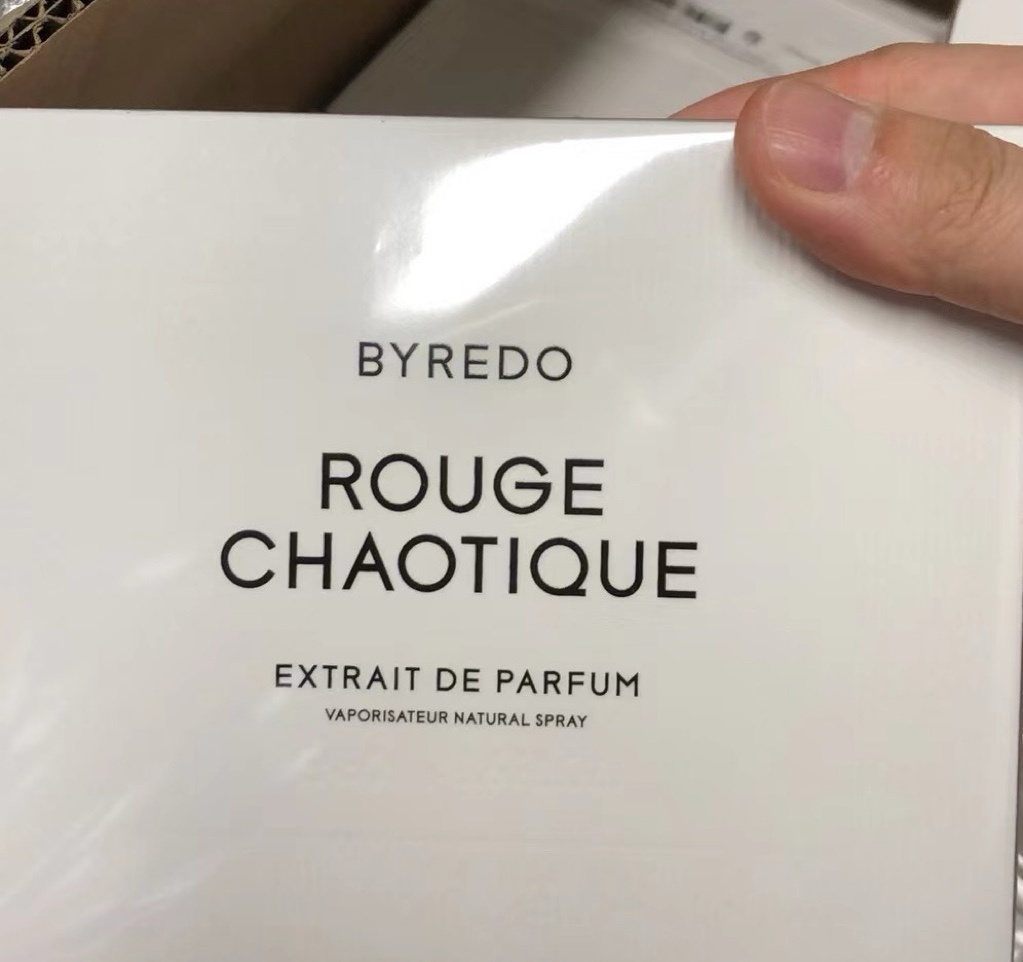 BYREDO
ROUGE
CHAOTIQUE
EXTRAIT DE PARFUM
VAPORISATEUR NATURAL SPRAY